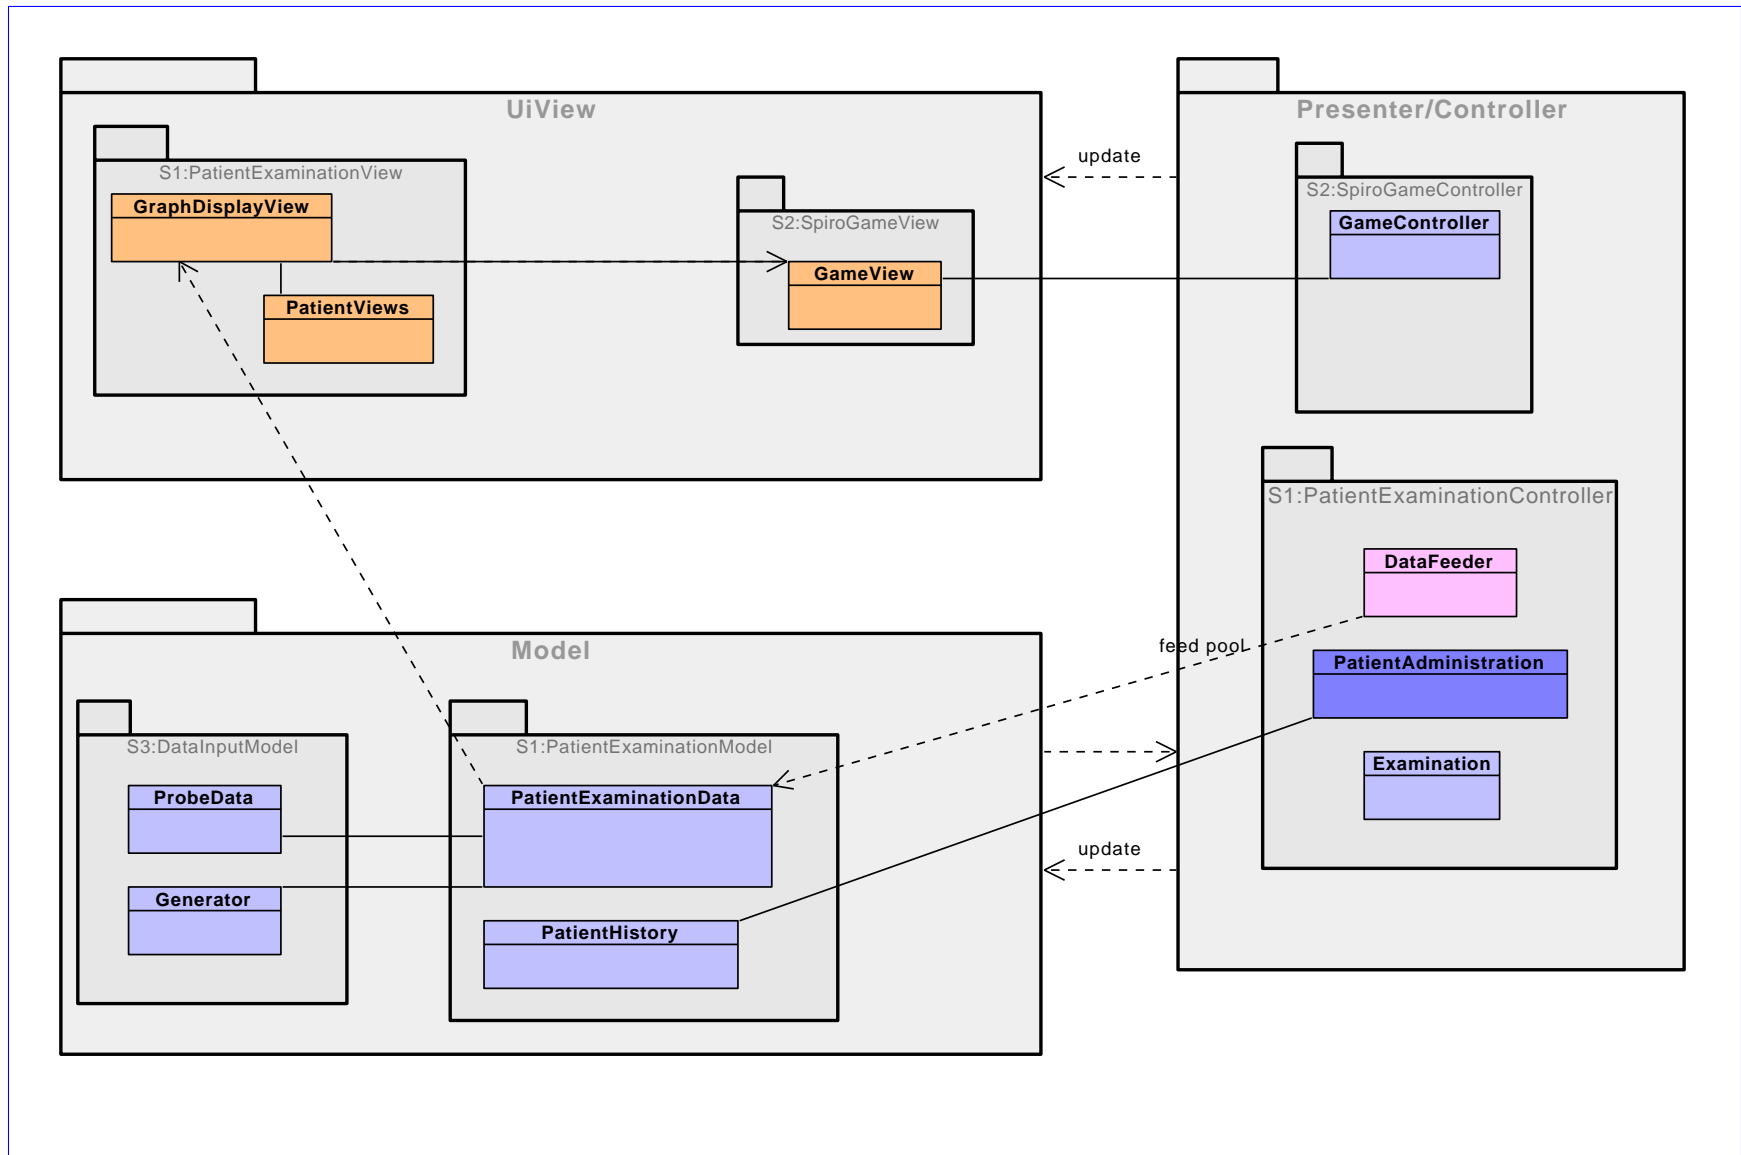 UiView
S1:PatientExaminationView
GraphDisplayView
PatientViews
S2:SpiroGameView
GameView
update
Presenter/Controller
S2:SpiroGameController
GameController
S1:PatientExaminationController
DataFeeder
feed pool
PatientAdministration
Examination
Model
S3:DataInputModel
ProbeData
Generator
S1:PatientExaminationModel
PatientExaminationData
PatientHistory
update